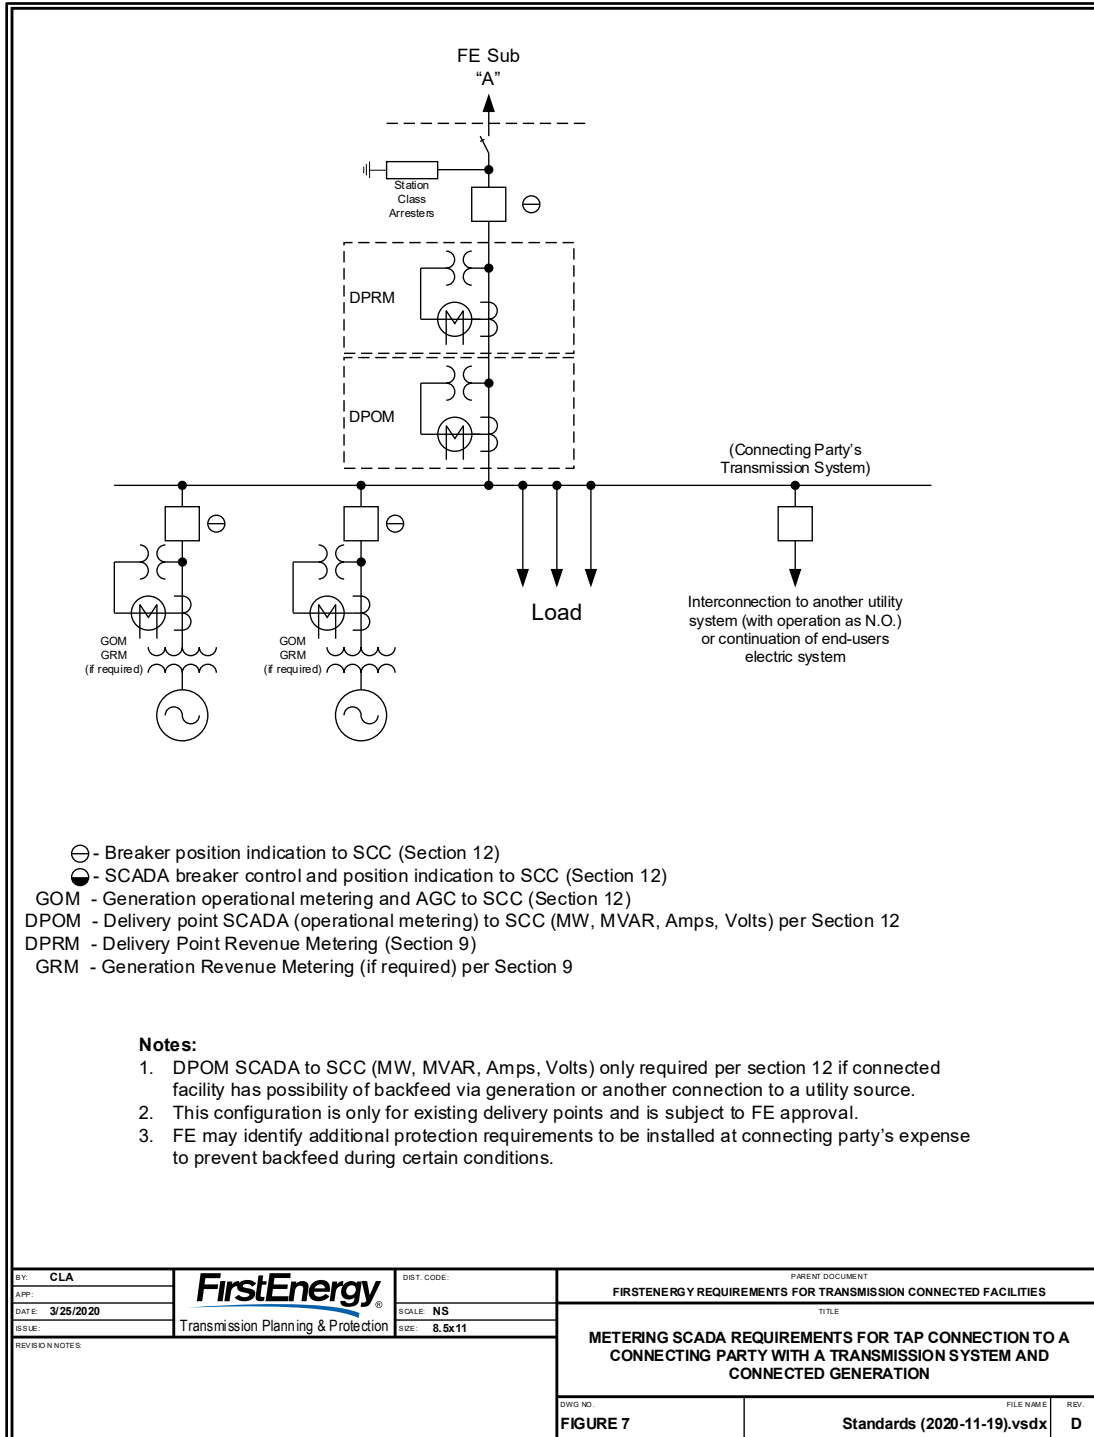 FE Sub
“A”
Station
Class
Arresters
DPRM
DPOM
(Connecting Party’s
Transmission System)
GOM
GRM
(if required)
GOM
GRM
(if required)
Load
Interconnection to another utility
system (with operation as N.O.)
or continuation of end-users
electric system
- Breaker position indication to SCC (Section 12)
- SCADA breaker control and position indication to SCC (Section 12)
GOM - Generation operational metering and AGC to SCC (Section 12)
DPOM - Delivery point SCADA (operational metering) to SCC (MW, MVAR, Amps, Volts) per Section 12
DPRM - Delivery Point Revenue Metering (Section 9)
GRM - Generation Revenue Metering (if required) per Section 9
Notes:
1. DPOM SCADA to SCC (MW, MVAR, Amps, Volts) only required per section 12 if connected
facility has possibility of backfeed via generation or another connection to a utility source.
2. This configuration is only for existing delivery points and is subject to FE approval.
3. FE may identify additional protection requirements to be installed at connecting party’s expense
to prevent backfeed during certain conditions.
BY: CLA
APP:
DATE: 3/25/2020
ISSUE:
REVISION NOTES:
FirstEnergy®
Transmission Planning & Protection
DIST. CODE:
SCALE: NS
SIZE: 8.5x11
PARENT DOCUMENT
FIRSTENERGY REQUIREMENTS FOR TRANSMISSION CONNECTED FACILITIES
TITLE
METERING SCADA REQUIREMENTS FOR TAP CONNECTION TO A
CONNECTING PARTY WITH A TRANSMISSION SYSTEM AND
CONNECTED GENERATION
DWG NO.
FIGURE 7
FILE NAME
Standards (2020-11-19).vsdx
REV.
D